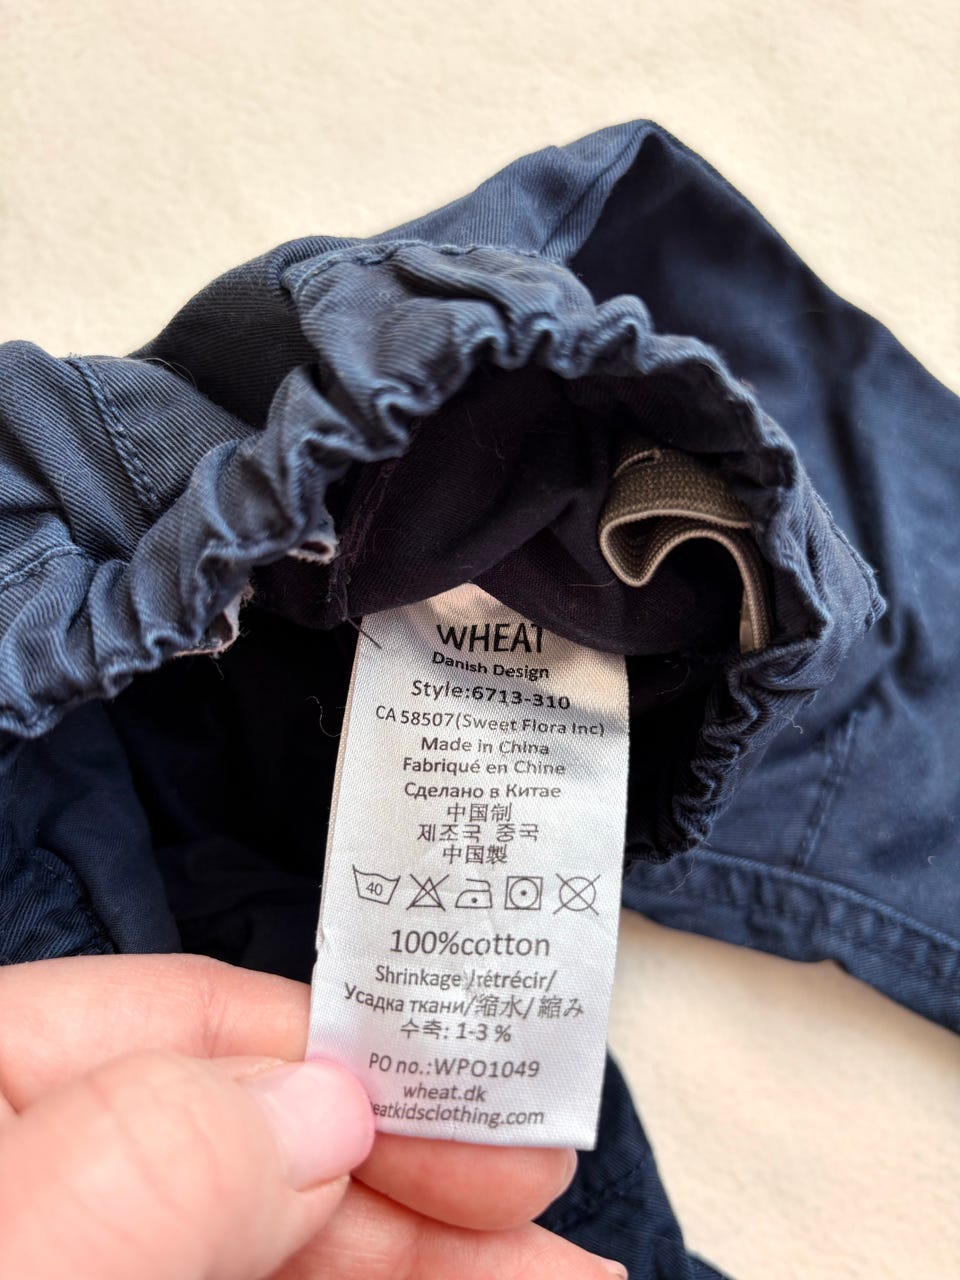 WHEAT
Danish Design
Style:6713-310
CA 58507(Sweet Flora Inc)
Made in China
Fabriqué en Chine
Сделано в Китае
中国制
제조국 중국
中国製
40
100%cotton
Shrinkage /rétrécir/
Усадка ткани/缩水/ 縮み
수축: 1-3 %
PO no.:WPO1049
wheat.dk
eatkidsclothing.com